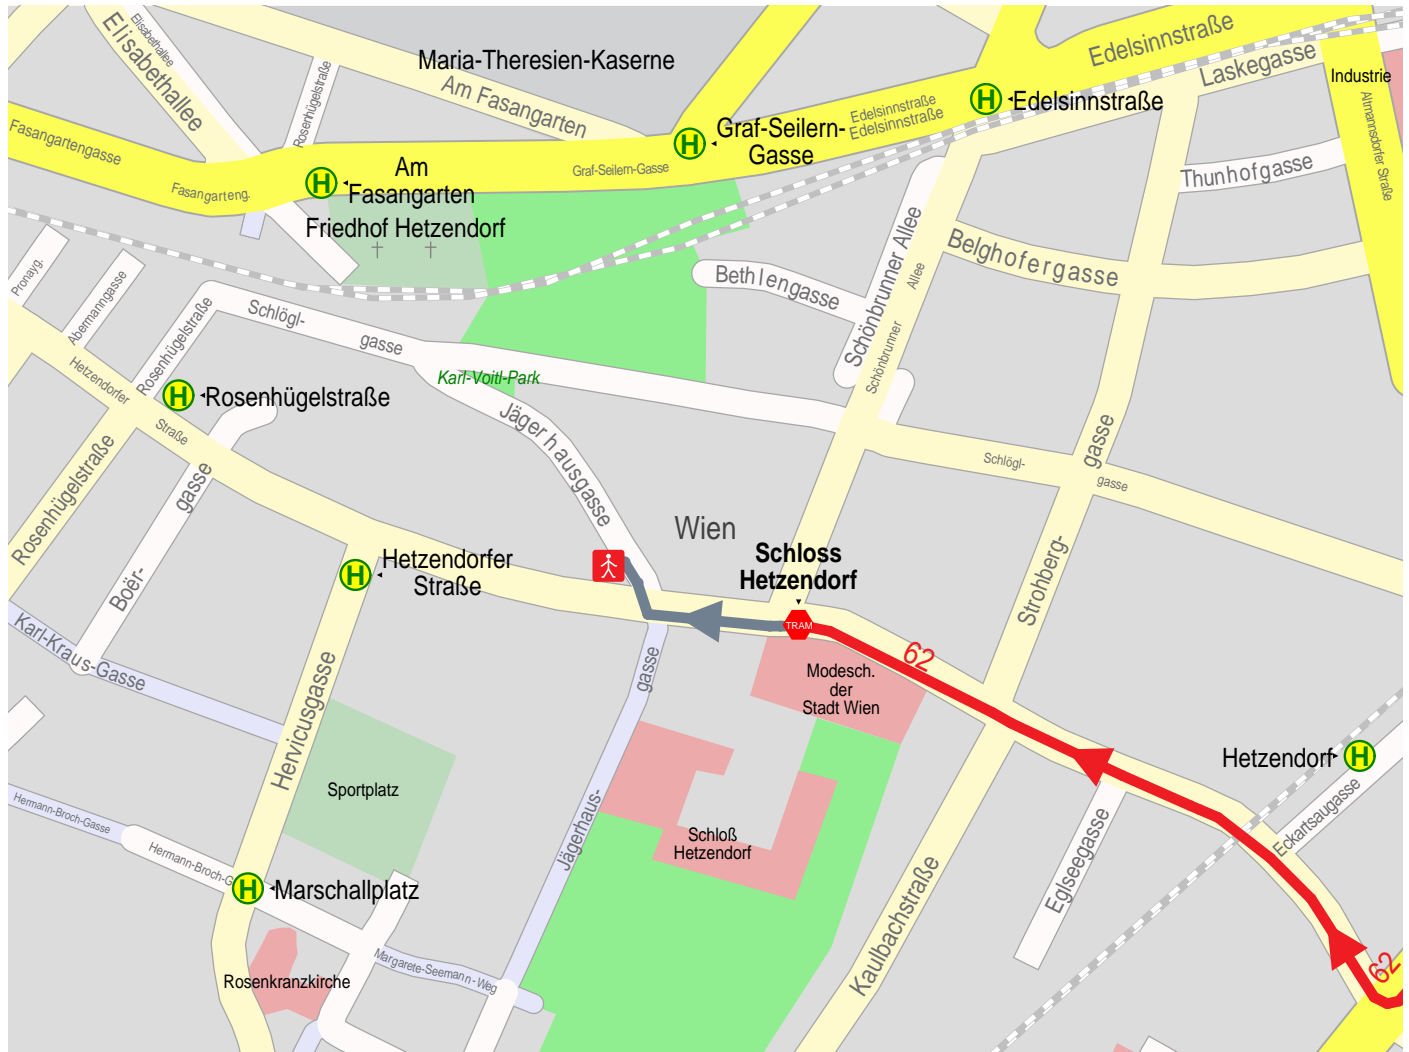 Elisabethallee
Elisabethallee
Rosenhügelstraße
Maria-Theresien-Kaserne
Am Fasangarten
Edelsinnstraße
Laskegasse
Industrie
Altmannsdorfer Straße
H
Edelsinnstraße
Edelsinnstraße
Edelsinnstraße
Fasangartengasse
H
Graf-Seilern-
Gasse
Graf-Seilern-Gasse
H
Am
Fasangarten
Fasangarteng.
Thunhofgasse
Friedhof Hetzendorf
Belghofergasse
Schönbrunner Allee
Schönbrunner
Allee
Bethlengasse
Pronayg.
Abermanngasse
Rosenhügelstraße
Schlögl-
gasse
Hetzendorfer
Straße
Karl-Voitl-Park
H
Rosenhügelstraße
Jägerhausgasse
Rosenhügelstraße
Boër-
gasse
Schlögl-
gasse
Strohberg-
gasse
Wien
Schloss
Hetzendorf
TRAM
H
Hetzendorfer
Straße
Karl-Kraus-Gasse
Hervicusgasse
Jägerhaus-
gasse
62
Modesch.
der
Stadt Wien
Hetzendorf
H
Eckartsaugasse
Sportplatz
Schloß
Hetzendorf
Hermann-Broch-Gasse
Hermann-Broch-G
H
Marschallplatz
Eglseegasse
Kaulbachstraße
Margarete-Seemann-Weg
Rosenkranzkirche
62